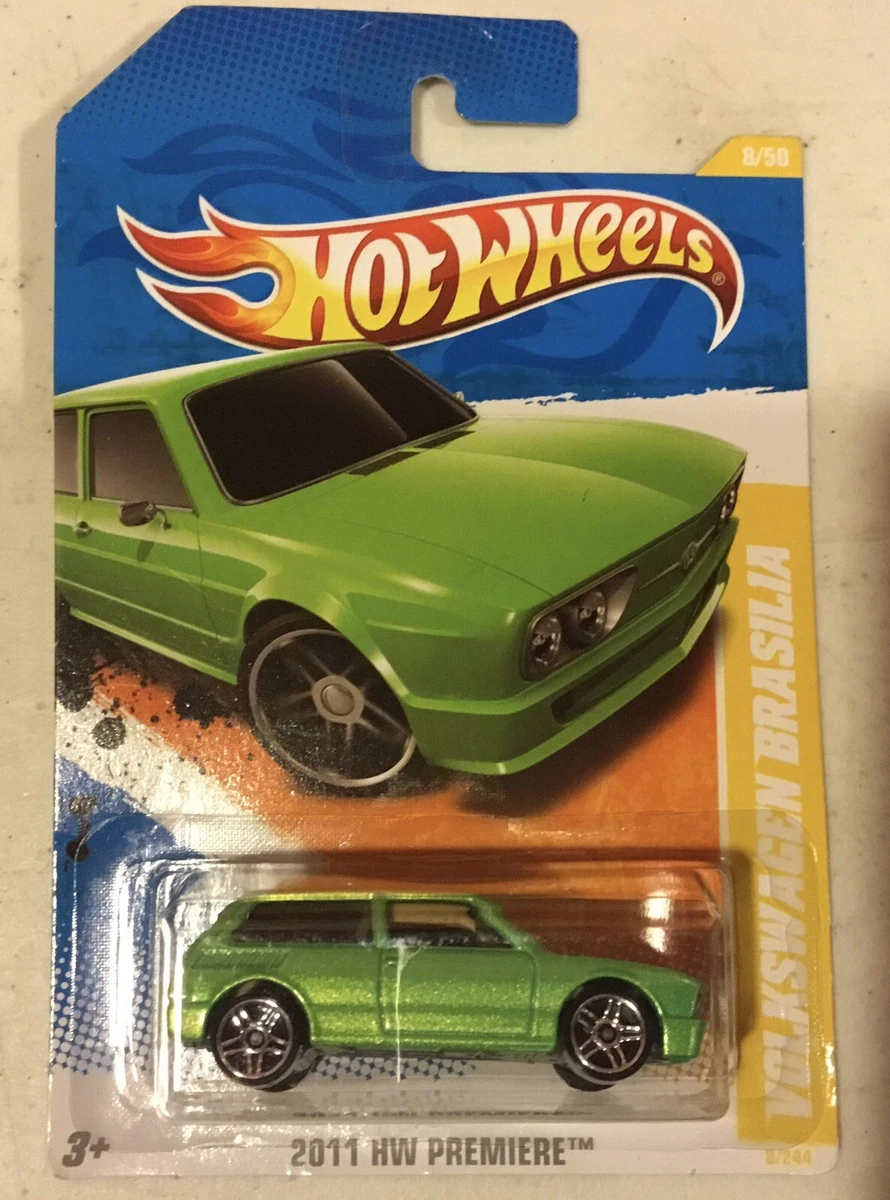 8/50
HOT WHEELS®
VOLKSWAGEN BRASILIA
3+
2011 HW PREMIERE™
8/244